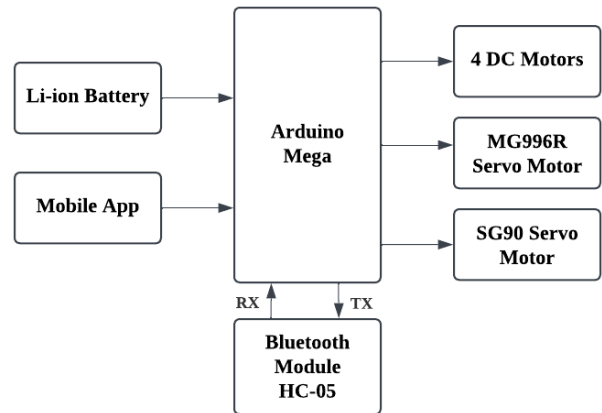 Li-ion Battery
Mobile App
Arduino
Mega
4 DC Motors
MG996R
Servo Motor
SG90 Servo
Motor
RX
TX
Bluetooth
Module
HC-05